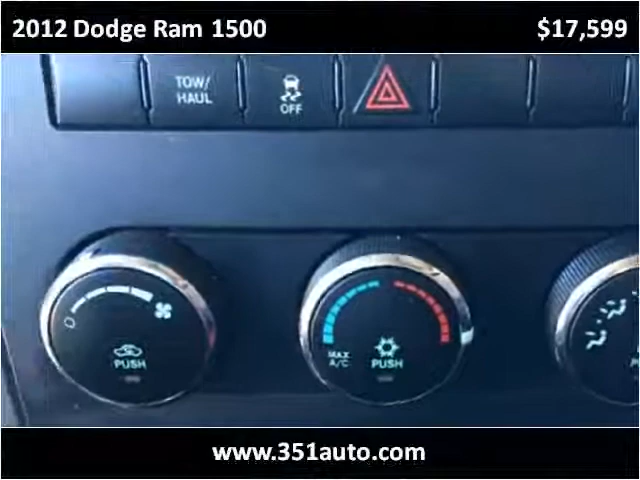 2012 Dodge Ram 1500 $17,599
TOW/
HAUL
OFF
PUSH
MAX
A/C
PUSH
www.351auto.com